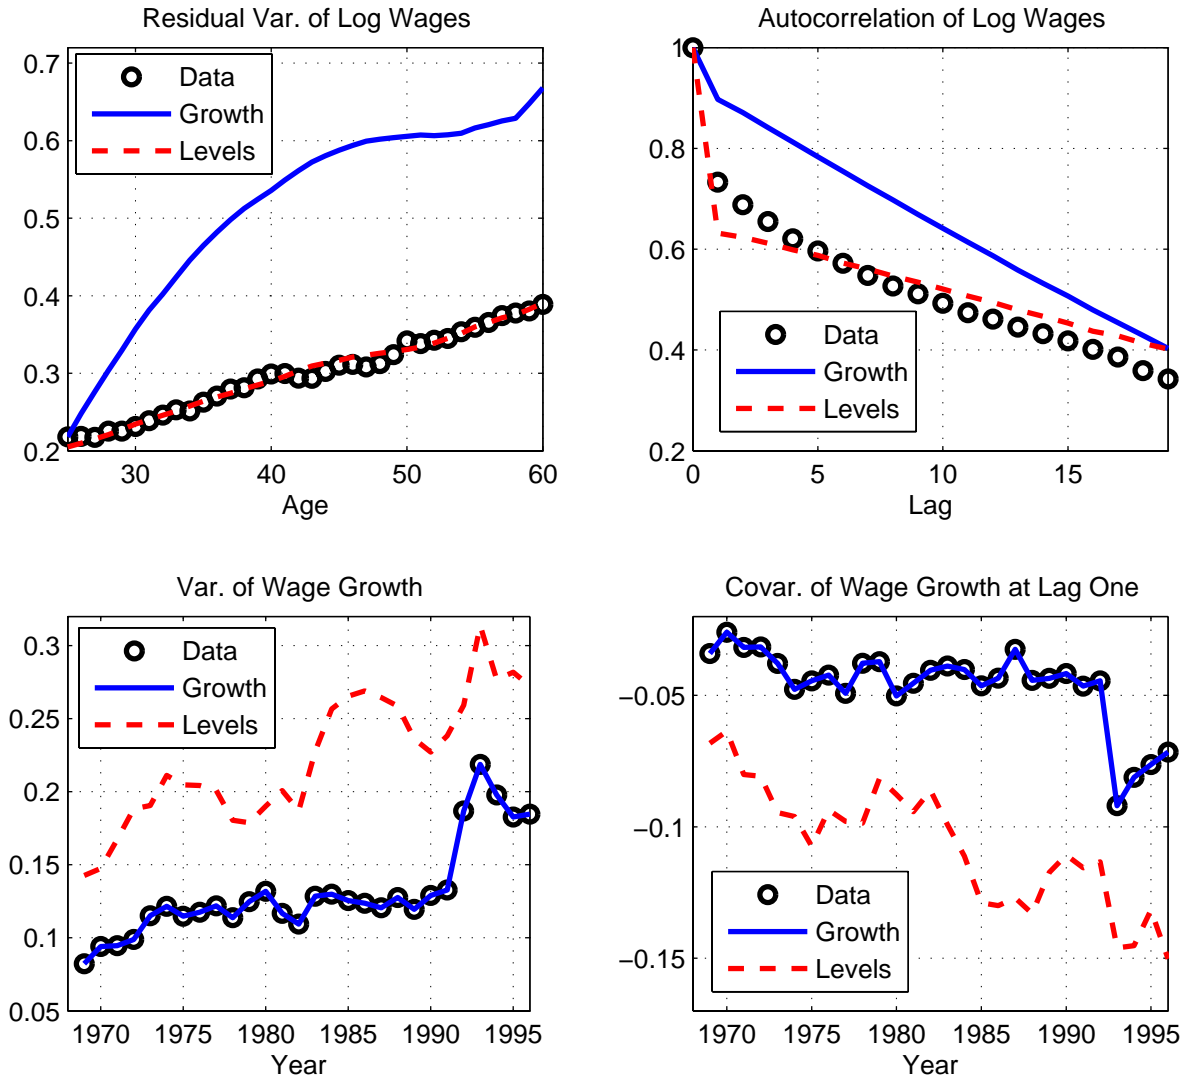 Residual Var. of Log Wages
0.7
0.6
0.5
0.4
0.3
0.2
Data
Growth
Levels
30 40 50 60
Age
Autocorrelation of Log Wages
1
0.8
0.6
0.4
0.2
Data
Growth
Levels
0 5 10 15
Lag
Var. of Wage Growth
0.3
0.25
0.2
0.15
0.1
0.05
Data
Growth
Levels
1970 1975 1980 1985 1990 1995
Year
Covar. of Wage Growth at Lag One
−0.05
−0.1
−0.15
Data
Growth
Levels
1970 1975 1980 1985 1990 1995
Year